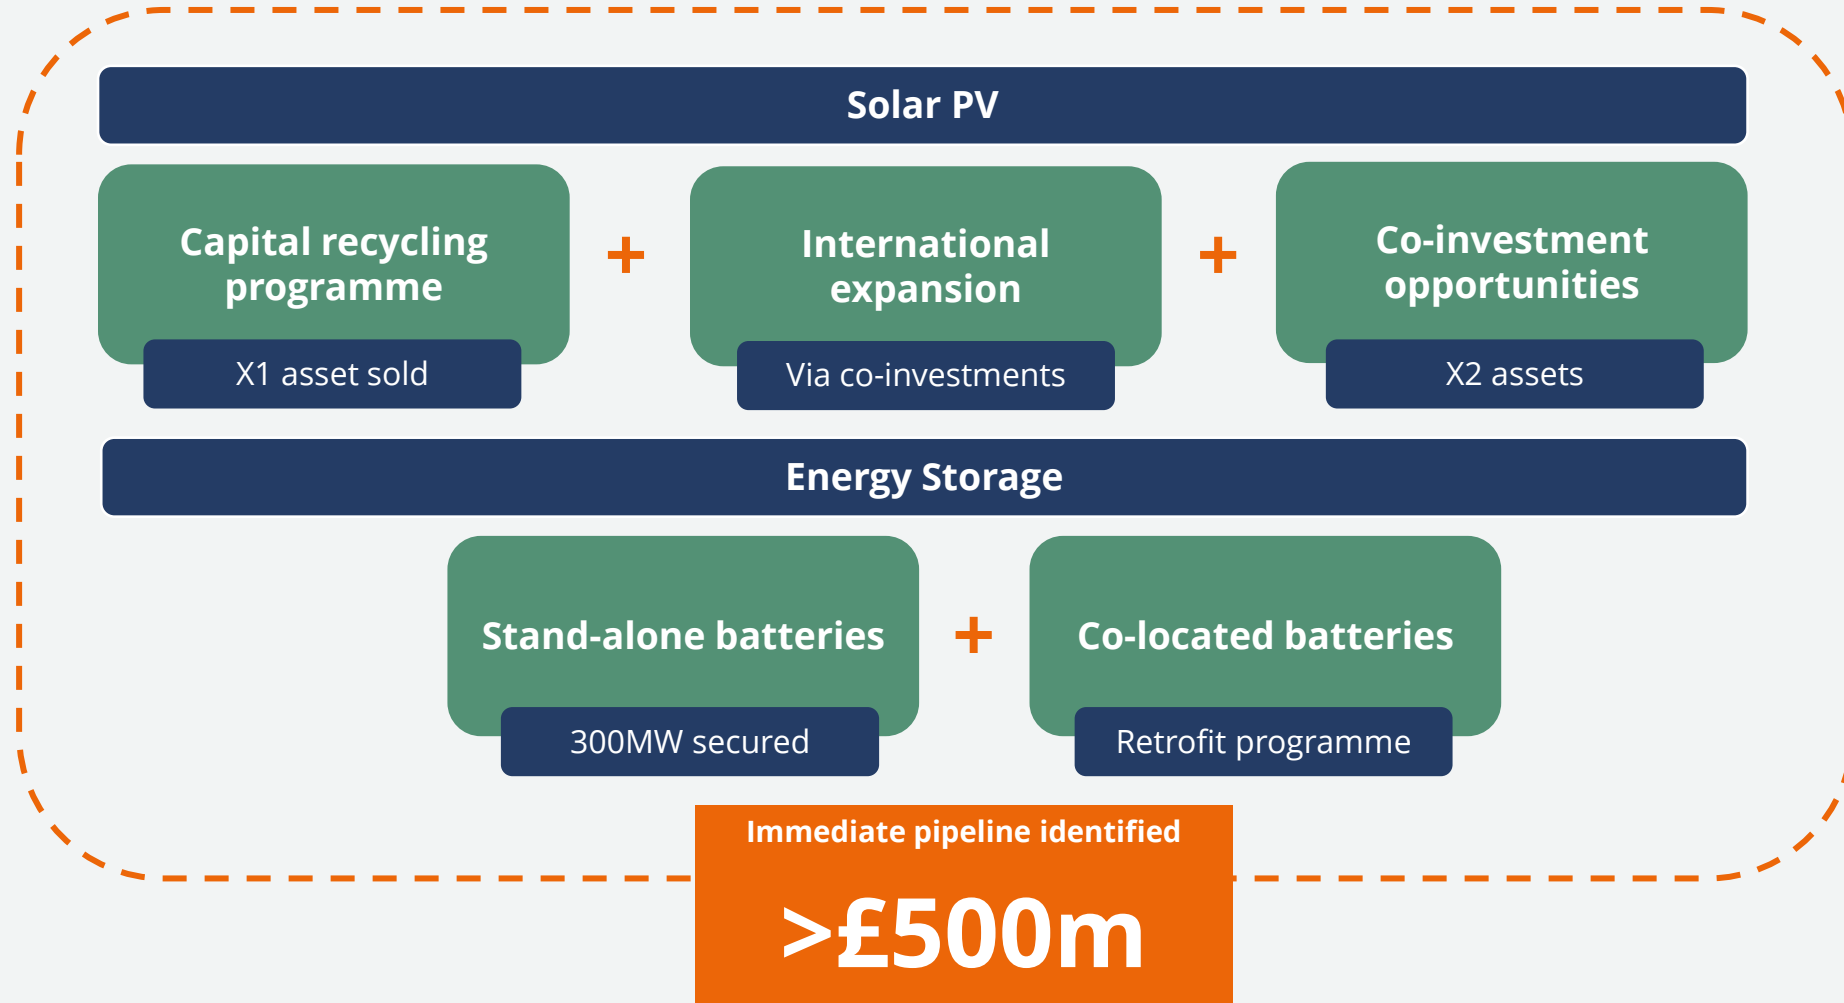 Solar PV
Capital recycling
programme
X1 asset sold
+
International
expansion
Via co-investments
+
Co-investment
opportunities
X2 assets
Energy Storage
Stand-alone batteries
300MW secured
+
Co-located batteries
Retrofit programme
Immediate pipeline identified
>£500m